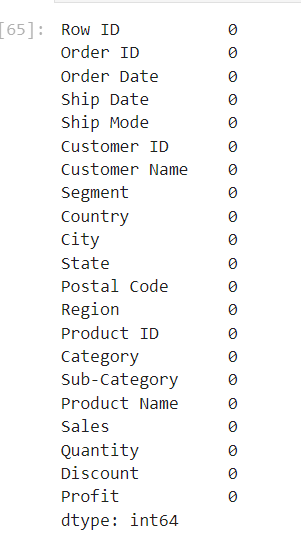 [65]: Row ID 0
Order ID 0
Order Date 0
Ship Date 0
Ship Mode 0
Customer ID 0
Customer Name 0
Segment 0
Country 0
City 0
State 0
Postal Code 0
Region 0
Product ID 0
Category 0
Sub-Category 0
Product Name 0
Sales 0
Quantity 0
Discount 0
Profit 0
dtype: int64